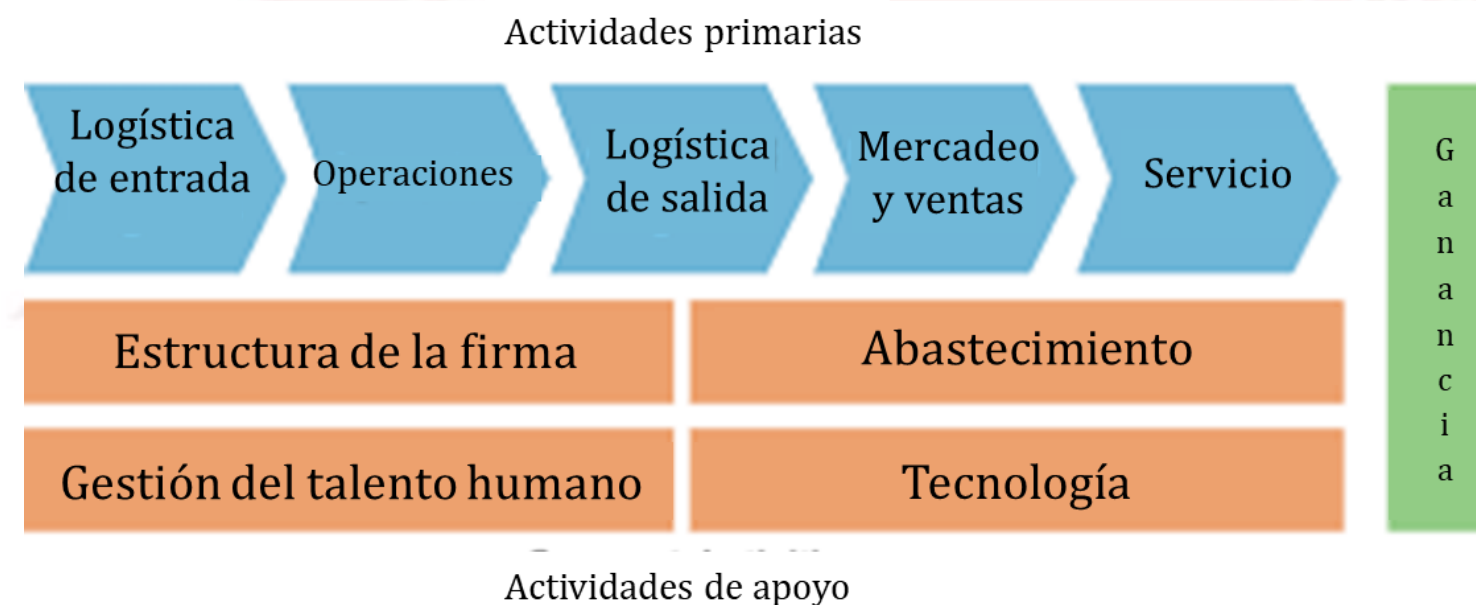 Actividades primarias
Logística
de entrada
Operaciones
Logística
de salida
Mercadeo
y ventas
Servicio
Estructura de la firma
Abastecimiento
Gestión del talento humano
Tecnología
Ganancia
Actividades de apoyo